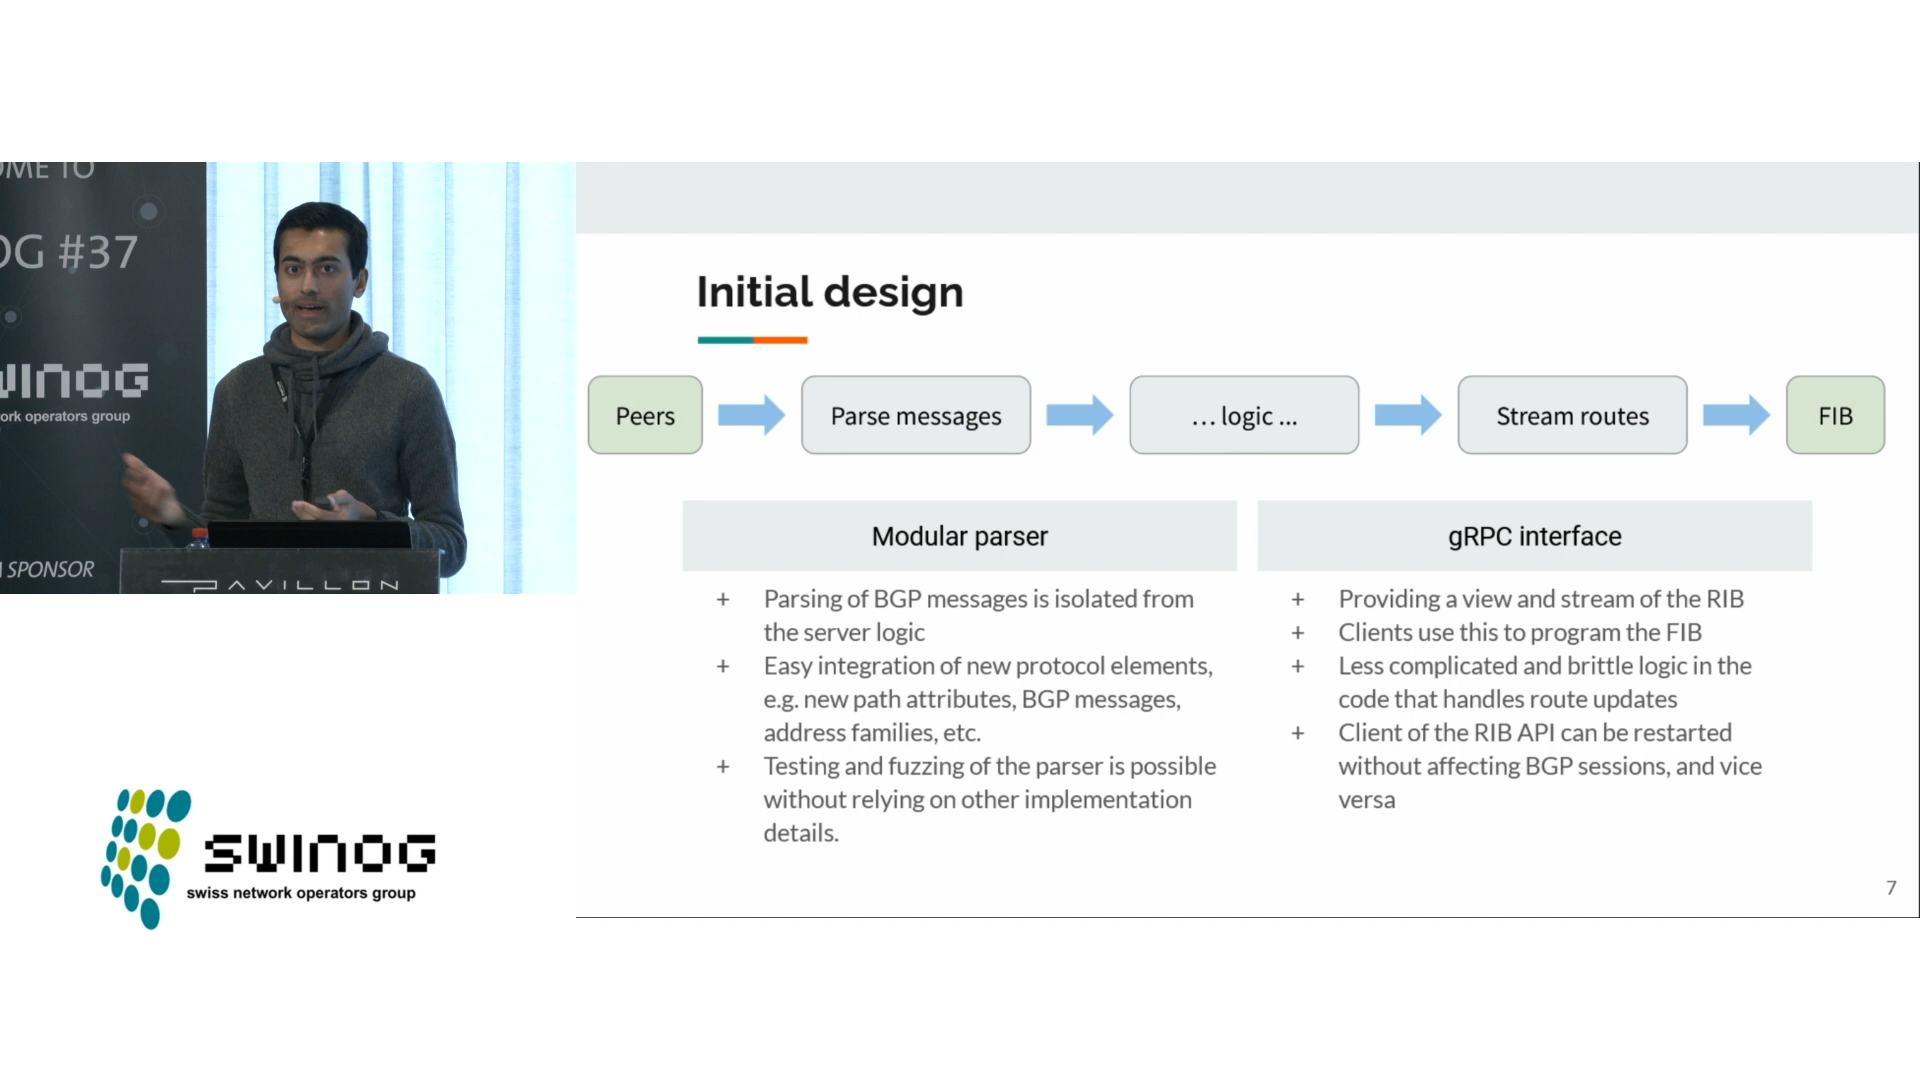 OME TO
OG #37
WINOG
ork operators group
SPONSOR
PAVILLON
swinog
swiss network operators group
Initial design
Peers
Parse messages
... logic ...
Stream routes
FIB
Modular parser
+ Parsing of BGP messages is isolated from
the server logic
+ Easy integration of new protocol elements,
e.g. new path attributes, BGP messages,
address families, etc.
+ Testing and fuzzing of the parser is possible
without relying on other implementation
details.
gRPC interface
+ Providing a view and stream of the RIB
+ Clients use this to program the FIB
+ Less complicated and brittle logic in the
code that handles route updates
+ Client of the RIB API can be restarted
without affecting BGP sessions, and vice
versa
7